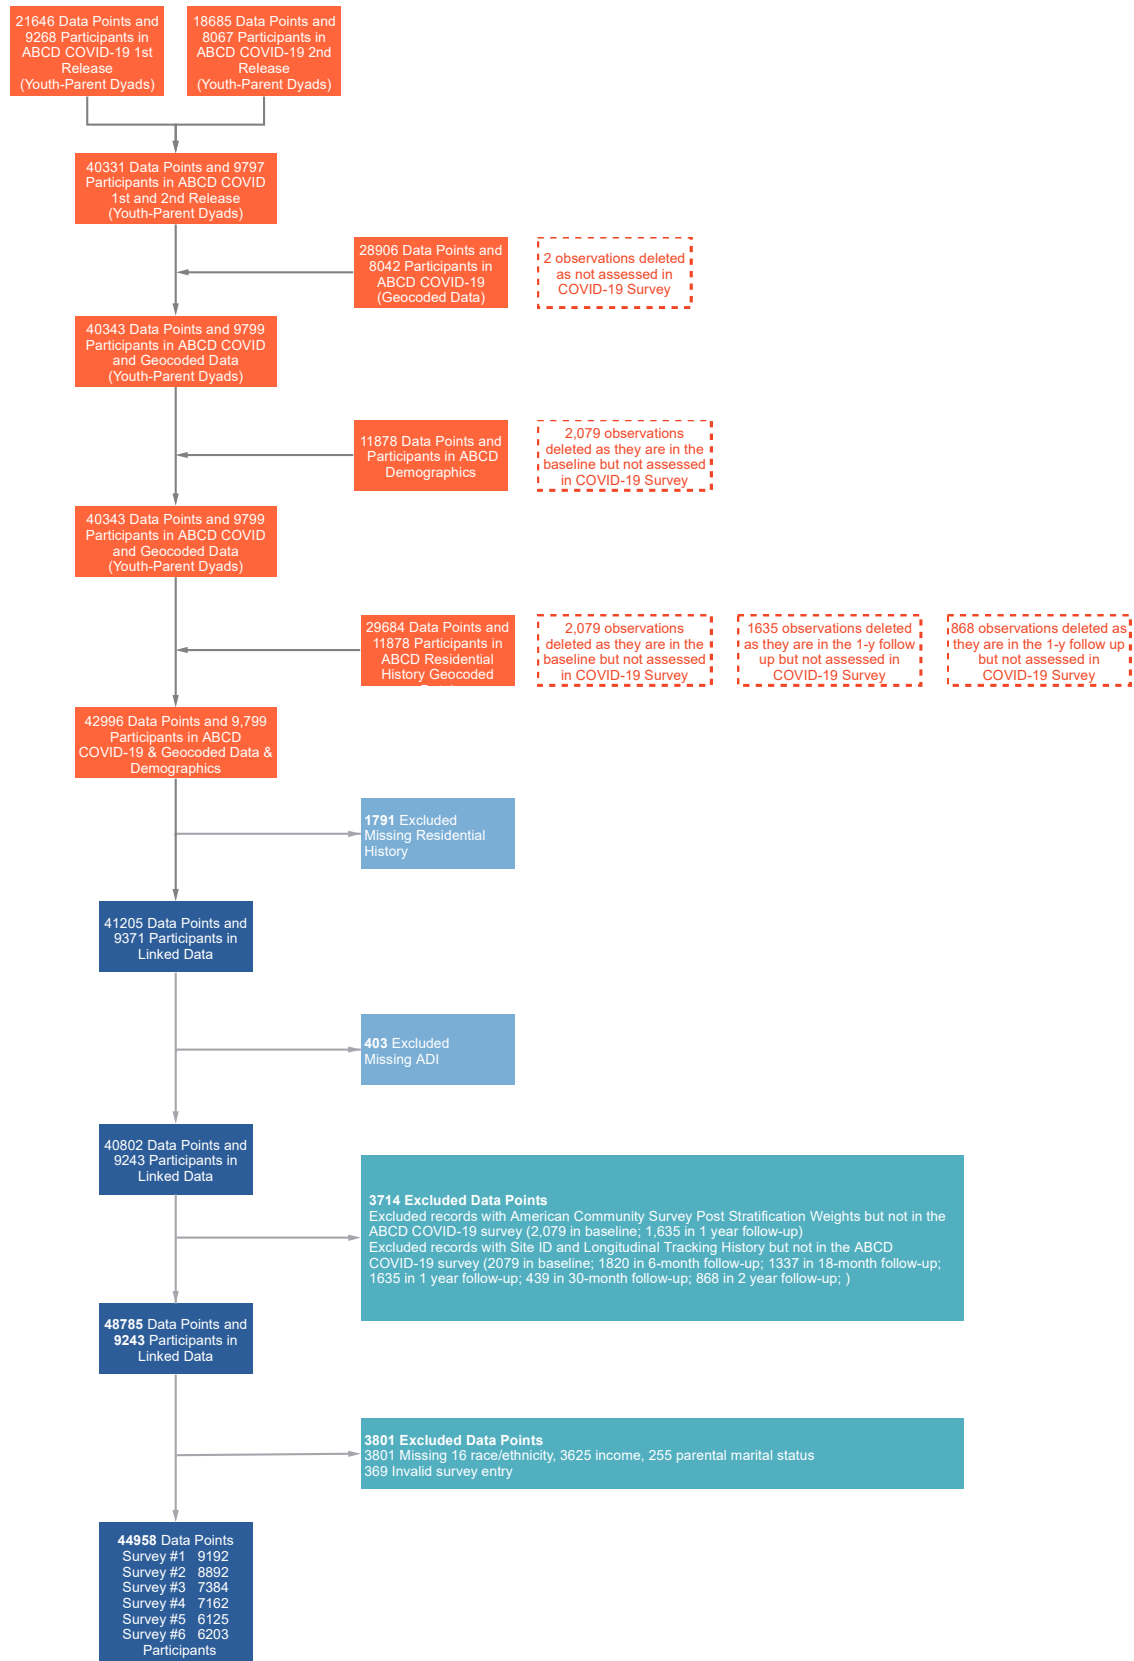 21646 Data Points and
9268 Participants in
ABCD COVID-19 1st
Release
(Youth-Parent Dyads)
18685 Data Points and
8067 Participants in
ABCD COVID-19 2nd
Release
(Youth-Parent Dyads)
40331 Data Points and 9797
Participants in ABCD COVID
1st and 2nd Release
(Youth-Parent Dyads)
28906 Data Points and
8042 Participants in
ABCD COVID-19
(Geocoded Data)
2 observations deleted
as not assessed in
COVID-19 Survey
40343 Data Points and 9799
Participants in ABCD COVID
and Geocoded Data
(Youth-Parent Dyads)
11878 Data Points and
Participants in ABCD
Demographics
2,079 observations
deleted as they are in the
baseline but not assessed
in COVID-19 Survey
40343 Data Points and 9799
Participants in ABCD COVID
and Geocoded Data
(Youth-Parent Dyads)
29684 Data Points and
11878 Participants in
ABCD Residential
History Geocoded
2,079 observations
deleted as they are in the
baseline but not assessed
in COVID-19 Survey
1635 observations deleted
as they are in the 1-y follow
up but not assessed in
COVID-19 Survey
868 observations deleted as
they are in the 1-y follow up
but not assessed in
COVID-19 Survey
42996 Data Points and 9,799
Participants in ABCD
COVID-19 & Geocoded Data &
Demographics
1791 Excluded
Missing Residential
History
41205 Data Points and
9371 Participants in
Linked Data
403 Excluded
Missing ADI
40802 Data Points and
9243 Participants in
Linked Data
3714 Excluded Data Points
Excluded records with American Community Survey Post Stratification Weights but not in the
ABCD COVID-19 survey (2,079 in baseline; 1,635 in 1 year follow-up)
Excluded records with Site ID and Longitudinal Tracking History but not in the ABCD
COVID-19 survey (2079 in baseline; 1820 in 6-month follow-up; 1337 in 18-month follow-up;
1635 in 1 year follow-up; 439 in 30-month follow-up; 868 in 2 year follow-up; )
48785 Data Points and
9243 Participants in
Linked Data
3801 Excluded Data Points
3801 Missing 16 race/ethnicity, 3625 income, 255 parental marital status
369 Invalid survey entry
44958 Data Points
Survey #1 9192
Survey #2 8892
Survey #3 7384
Survey #4 7162
Survey #5 6125
Survey #6 6203
Participants